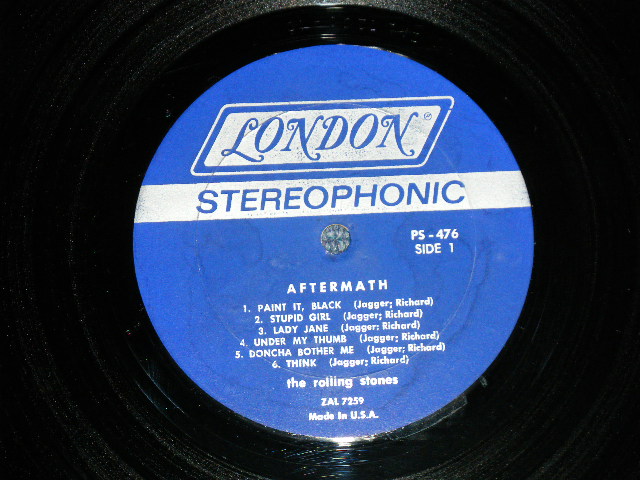 LONDON ®
STEREOPHONIC
PS-476
SIDE 1
AFTERMATH
1. PAINT IT, BLACK (Jagger; Richard)
2. STUPID GIRL (Jagger; Richard)
3. LADY JANE (Jagger; Richard)
4. UNDER MY THUMB (Jagger; Richard)
5. DONCHA BOTHER ME (Jagger; Richard)
6. THINK (Jagger; Richard)
the rolling stones
ZAL 7259
Made In U.S.A.